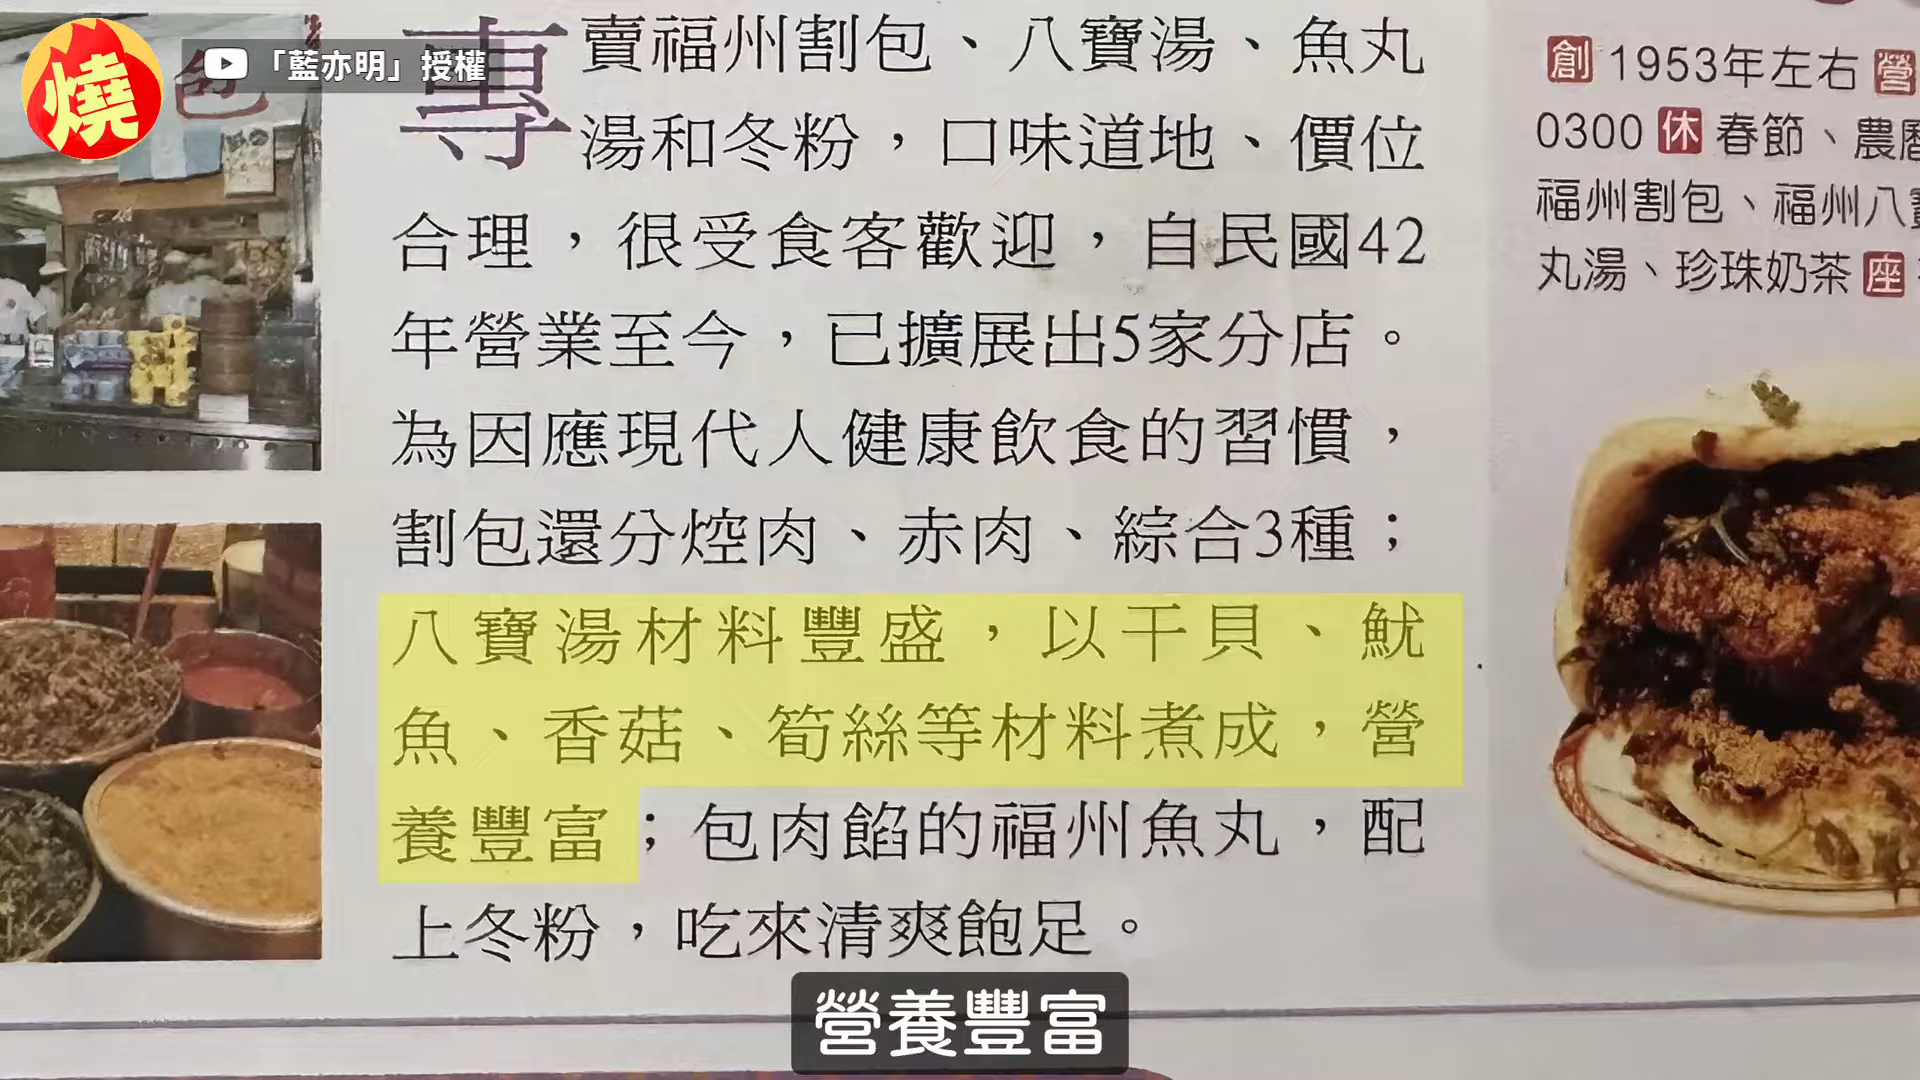 燒
「藍亦明」授權
色
專賣福州割包、八寶湯、魚丸
湯和冬粉，口味道地、價位
合理，很受食客歡迎，自民國42
年營業至今，已擴展出5家分店。
為因應現代人健康飲食的習慣，
割包還分焢肉、赤肉、綜合3種；
八寶湯材料豐盛，以干貝、魷
魚、香菇、筍絲等材料煮成，營
養豐富；包肉餡的福州魚丸，配
上冬粉，吃來清爽飽足。
創 1953年左右 營
0300 休 春節、農曆
福州割包、福州八寶
丸湯、珍珠奶茶 座
營養豐富